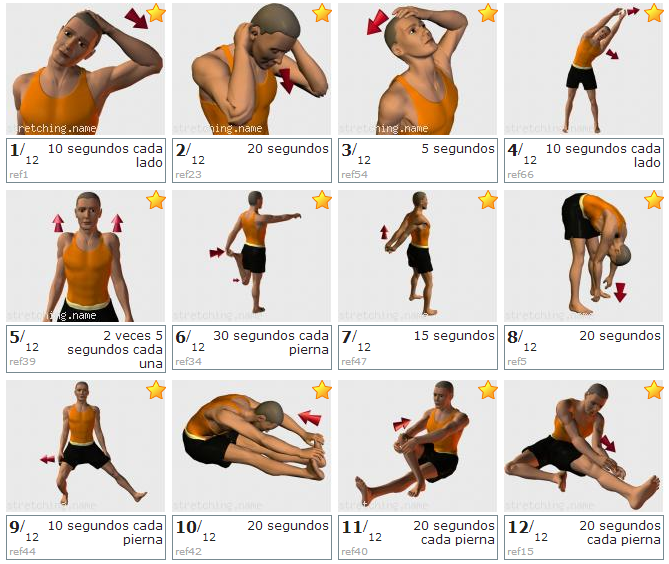 stretching.name
1/12 10 segundos cada
lado
ref1
2/12 20 segundos
ref23
stretching.name
3/12 5 segundos
ref54
stretching.name
4/12 10 segundos cada
lado
ref66
stretching.name
5/12 2 veces 5
segundos cada
una
ref39
6/12 30 segundos cada
pierna
ref34
7/12 15 segundos
ref47
stretching.name
8/12 20 segundos
ref5
stretching.name
9/12 10 segundos cada
pierna
ref44
stretching.name
10/12 20 segundos
ref42
stretching.name
11/12 20 segundos
cada pierna
ref40
stretching.name
12/12 20 segundos
cada pierna
ref15